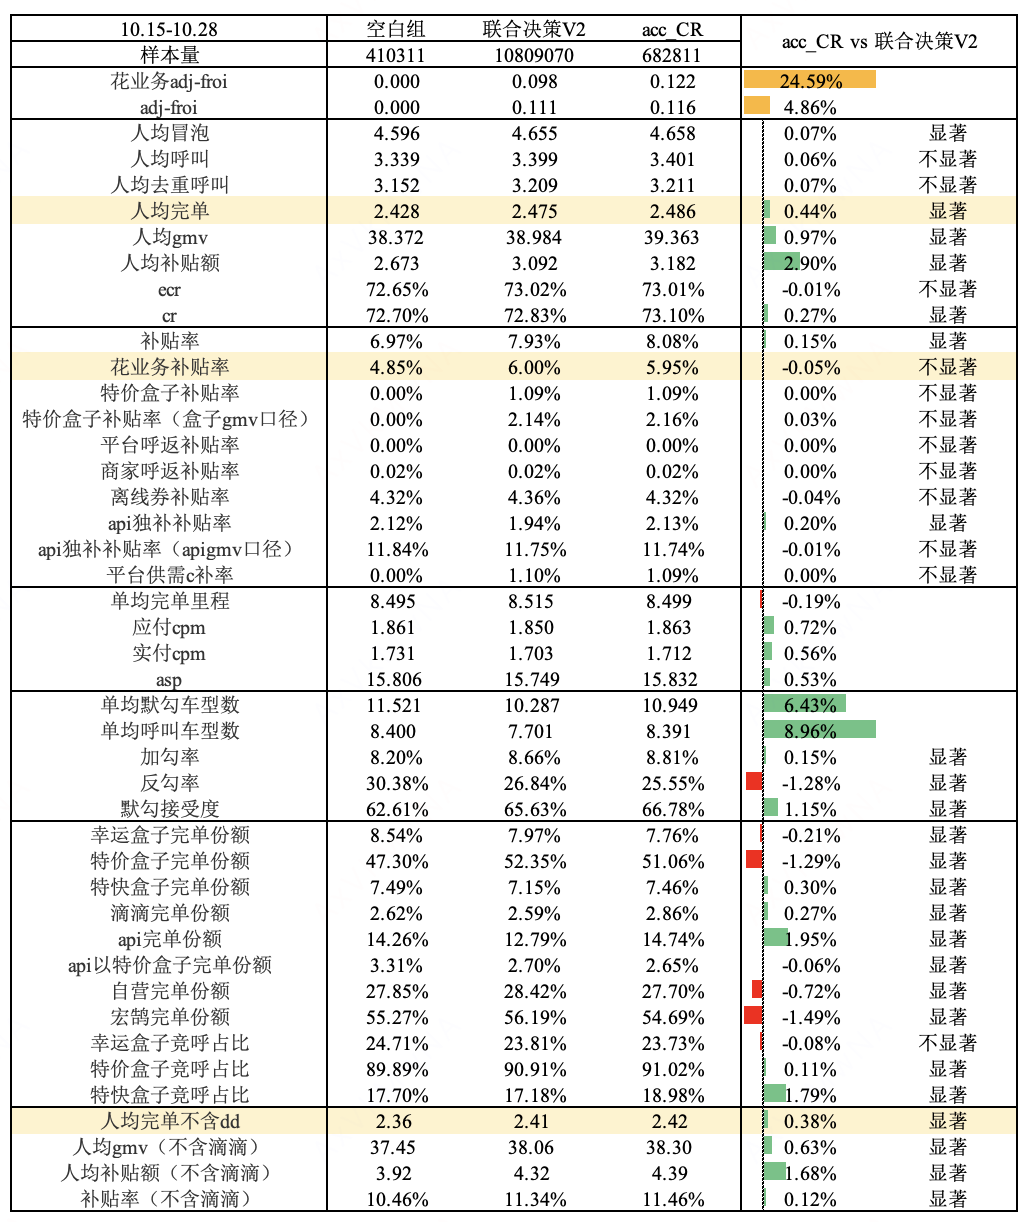 10.15-10.28 空白组 联合决策V2 acc_CR acc_CR vs 联合决策V2
样本量 410311 10809070 682811
花业务adj-froi 0.000 0.098 0.122 24.59%
adj-froi 0.000 0.111 0.116 4.86%
人均冒泡 4.596 4.655 4.658 0.07% 显著
人均呼叫 3.339 3.399 3.401 0.06% 不显著
人均去重呼叫 3.152 3.209 3.211 0.07% 不显著
人均完单 2.428 2.475 2.486 0.44% 显著
人均gmv 38.372 38.984 39.363 0.97% 显著
人均补贴额 2.673 3.092 3.182 2.90% 显著
ecr 72.65% 73.02% 73.01% -0.01% 不显著
cr 72.70% 72.83% 73.10% 0.27% 显著
补贴率 6.97% 7.93% 8.08% 0.15% 显著
花业务补贴率 4.85% 6.00% 5.95% -0.05% 不显著
特价盒子补贴率 0.00% 1.09% 1.09% 0.00% 不显著
特价盒子补贴率（盒子gmv口径） 0.00% 2.14% 2.16% 0.03% 不显著
平台呼返补贴率 0.00% 0.00% 0.00% 0.00% 不显著
商家呼返补贴率 0.02% 0.02% 0.02% 0.00% 不显著
离线券补贴率 4.32% 4.36% 4.32% -0.04% 不显著
api独补补贴率 2.12% 1.94% 2.13% 0.20% 显著
api独补补贴率（apigmv口径） 11.84% 11.75% 11.74% -0.01% 不显著
平台供需c补率 0.00% 1.10% 1.09% 0.00% 不显著
单均完单里程 8.495 8.515 8.499 -0.19%
应付cpm 1.861 1.850 1.863 0.72%
实付cpm 1.731 1.703 1.712 0.56%
asp 15.806 15.749 15.832 0.53%
单均默勾车型数 11.521 10.287 10.949 6.43%
单均呼叫车型数 8.400 7.701 8.391 8.96%
加勾率 8.20% 8.66% 8.81% 0.15% 显著
反勾率 30.38% 26.84% 25.55% -1.28% 显著
默勾接受度 62.61% 65.63% 66.78% 1.15% 显著
幸运盒子完单份额 8.54% 7.97% 7.76% -0.21% 显著
特价盒子完单份额 47.30% 52.35% 51.06% -1.29% 显著
特快盒子完单份额 7.49% 7.15% 7.46% 0.30% 显著
滴滴完单份额 2.62% 2.59% 2.86% 0.27% 显著
api完单份额 14.26% 12.79% 14.74% 1.95% 显著
api以特价盒子完单份额 3.31% 2.70% 2.65% -0.06% 显著
自营完单份额 27.85% 28.42% 27.70% -0.72% 显著
宏鹄完单份额 55.27% 56.19% 54.69% -1.49% 显著
幸运盒子竞呼占比 24.71% 23.81% 23.73% -0.08% 不显著
特价盒子竞呼占比 89.89% 90.91% 91.02% 0.11% 显著
特快盒子竞呼占比 17.70% 17.18% 18.98% 1.79% 显著
人均完单不含dd 2.36 2.41 2.42 0.38% 显著
人均gmv（不含滴滴） 37.45 38.06 38.30 0.63% 显著
人均补贴额（不含滴滴） 3.92 4.32 4.39 1.68% 显著
补贴率（不含滴滴） 10.46% 11.34% 11.46% 0.12% 显著